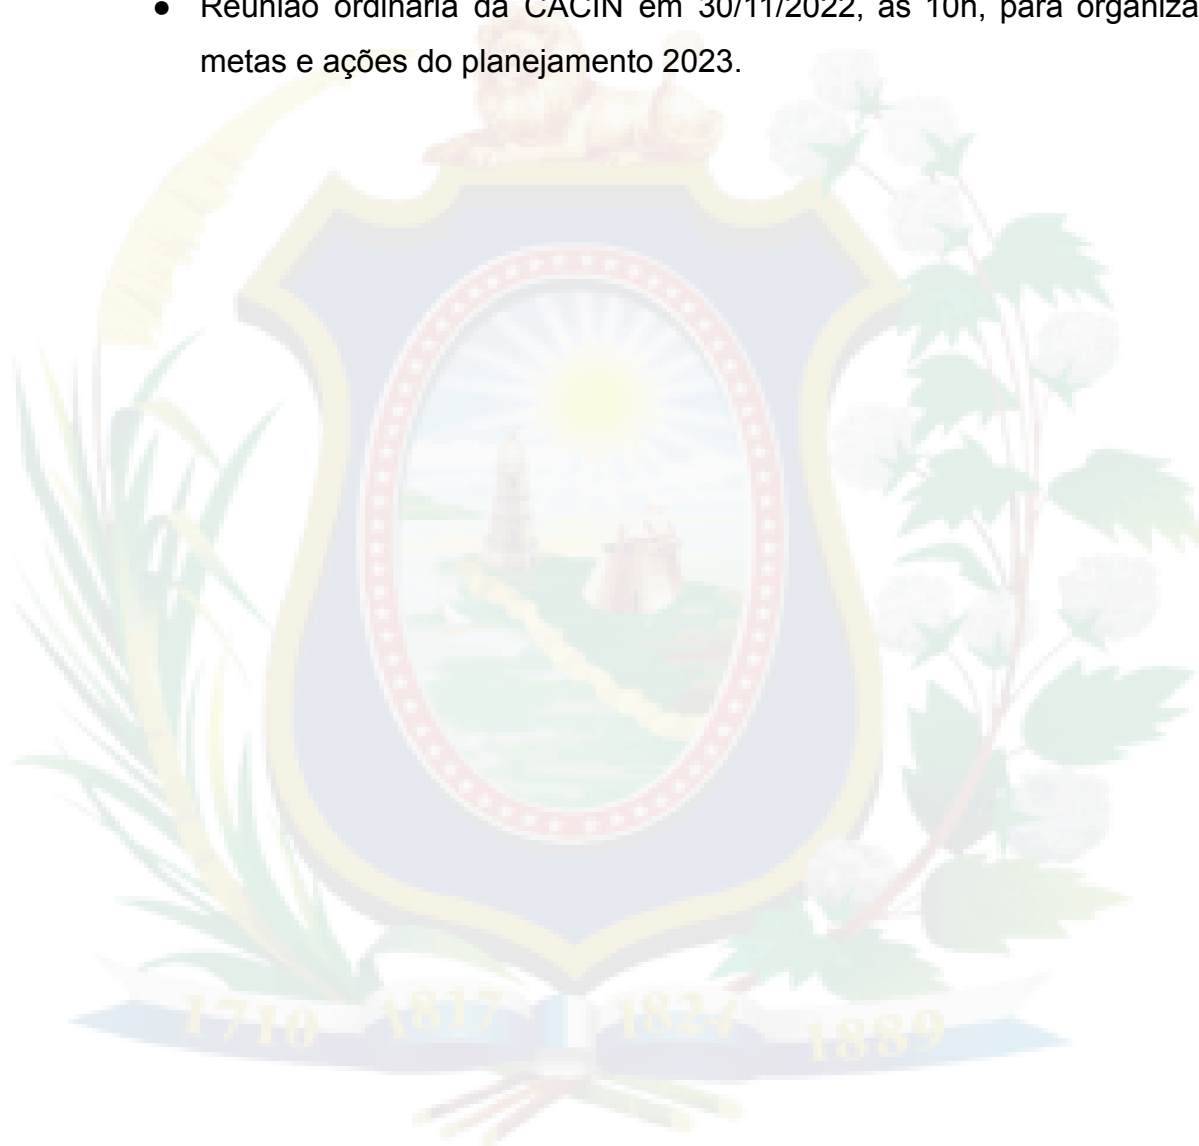 ● Reunião ordinária da CACIN em 30/11/2022, às 10h, para organiza
metas e ações do planejamento 2023.
1710 1817 1824 1889